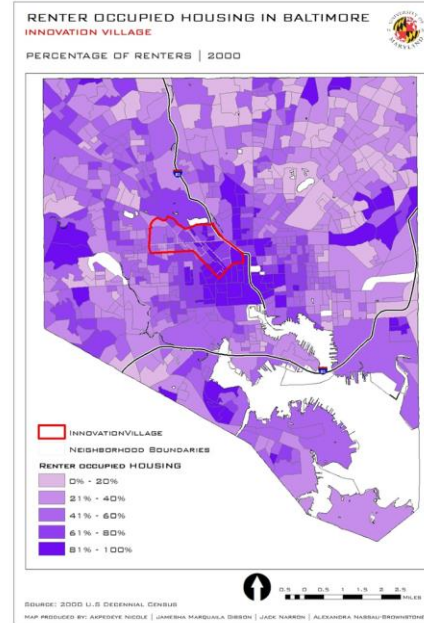 RENTER OCCUPIED HOUSING IN BALTIMORE
INNOVATION VILLAGE
PERCENTAGE OF RENTERS | 2000
INNOVATIONVILLAGE
NEIGHBORHOOD BOUNDARIES
RENTER OCCUPIED HOUSING
0% - 20%
21% - 40%
41% - 60%
61% - 80%
81% - 100%
0.5 0 0.5 1 1.5 2 2.5
MILES
SOURCE: 2000 U.S DECENNIAL CENSUS
MAP PRODUCED BY: AKPEDEYE NICOLE | JAMESHA MARQUAILA GIBSON | JACK NARRON | ALEXANDRA NASSAU-BROWNSTONE